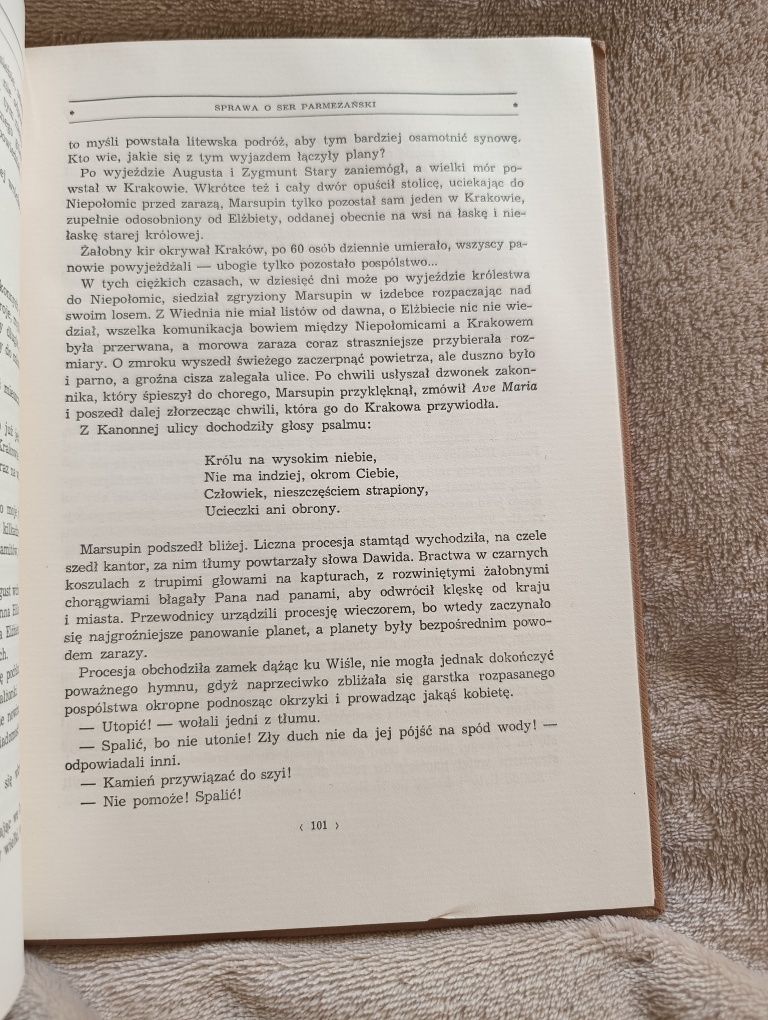 SPRAWA O SER PARMEZAŃSKI
to myśli powstała litewska podróż, aby tym bardziej osamotnić synowę.
Kto wie, jakie się z tym wyjazdem łączyły plany?
Po wyjeździe Augusta i Zygmunt Stary zaniemógł, a wielki mór po-
wstał w Krakowie. Wkrótce też i cały dwór opuścił stolicę, uciekając do
Niepołomic przed zarazą, Marsupin tylko pozostał sam jeden w Krakowie,
zupełnie odosobniony od Elżbiety, oddanej obecnie na wsi na łaskę i nie-
łaskę starej królowej.
Żałobny kir okrywał Kraków, po 60 osób dziennie umierało, wszyscy pa-
nowie powyjeżdżali — ubogie tylko pozostało pospólstwo...
W tych ciężkich czasach, w dziesięć dni może po wyjeździe królestwa
do Niepołomic, siedział zgryziony Marsupin w izdebce rozpaczając nad
swoim losem. Z Wiednia nie miał listów od dawna, o Elżbiecie nic nie wie-
dział, wszelka komunikacja bowiem między Niepołomicami a Krakowem
była przerwana, a morowa zaraza coraz straszniejsze przybierała roz-
miary. O zmroku wyszedł świeżego zaczerpnąć powietrza, ale duszno było
i parno, a groźna cisza zalegała ulice. Po chwili usłyszał dzwonek zakon-
nika, który śpieszył do chorego, Marsupin przyklęknął, zmówił Ave Maria
i poszedł dalej złorzecząc chwili, która go do Krakowa przywiodła.
Z Kanonnej ulicy dochodziły głosy psalmu:
Królu na wysokim niebie,
Nie ma indziej, okrom Ciebie,
Człowiek, nieszczęściem strapiony,
Ucieczki ani obrony.
Marsupin podszedł bliżej. Liczna procesja stamtąd wychodziła, na czele
szedł kantor, za nim tłumy powtarzały słowa Dawida. Bractwa w czarnych
koszulach z trupimi głowami na kapturach, z rozwiniętymi żałobnymi
chorągwiami błagały Pana nad panami, aby odwrócił klęskę od kraju
i miasta. Przewodnicy urządzili procesję wieczorem, bo wtedy zaczynało
się najgroźniejsze panowanie planet, a planety były bezpośrednim powo-
dem zarazy.
Procesja obchodziła zamek dążąc ku Wiśle, nie mogła jednak dokończyć
poważnego hymnu, gdyż naprzeciwko zbliżała się garstka rozpasanego
pospólstwa okropne podnosząc okrzyki i prowadząc jakąś kobietę.
— Utopić! — wołali jedni z tłumu.
— Spalić, bo nie utonie! Zły duch nie da jej pójść na spód wody! —
odpowiadali inni.
— Kamień przywiązać do szyi!
— Nie pomoże! Spalić!
‹ 101 ›